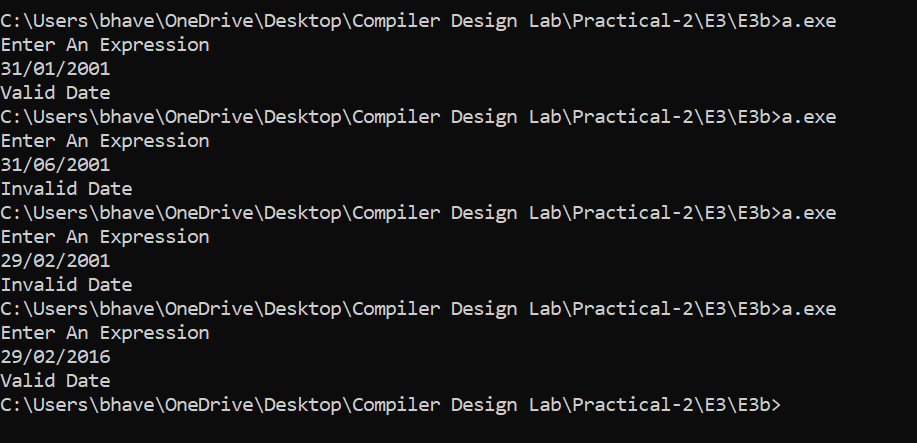 C:\Users\bhave\OneDrive\Desktop\Compiler Design Lab\Practical-2\E3\E3b>a.exe
Enter An Expression
31/01/2001
Valid Date
C:\Users\bhave\OneDrive\Desktop\Compiler Design Lab\Practical-2\E3\E3b>a.exe
Enter An Expression
31/06/2001
Invalid Date
C:\Users\bhave\OneDrive\Desktop\Compiler Design Lab\Practical-2\E3\E3b>a.exe
Enter An Expression
29/02/2001
Invalid Date
C:\Users\bhave\OneDrive\Desktop\Compiler Design Lab\Practical-2\E3\E3b>a.exe
Enter An Expression
29/02/2016
Valid Date
C:\Users\bhave\OneDrive\Desktop\Compiler Design Lab\Practical-2\E3\E3b>